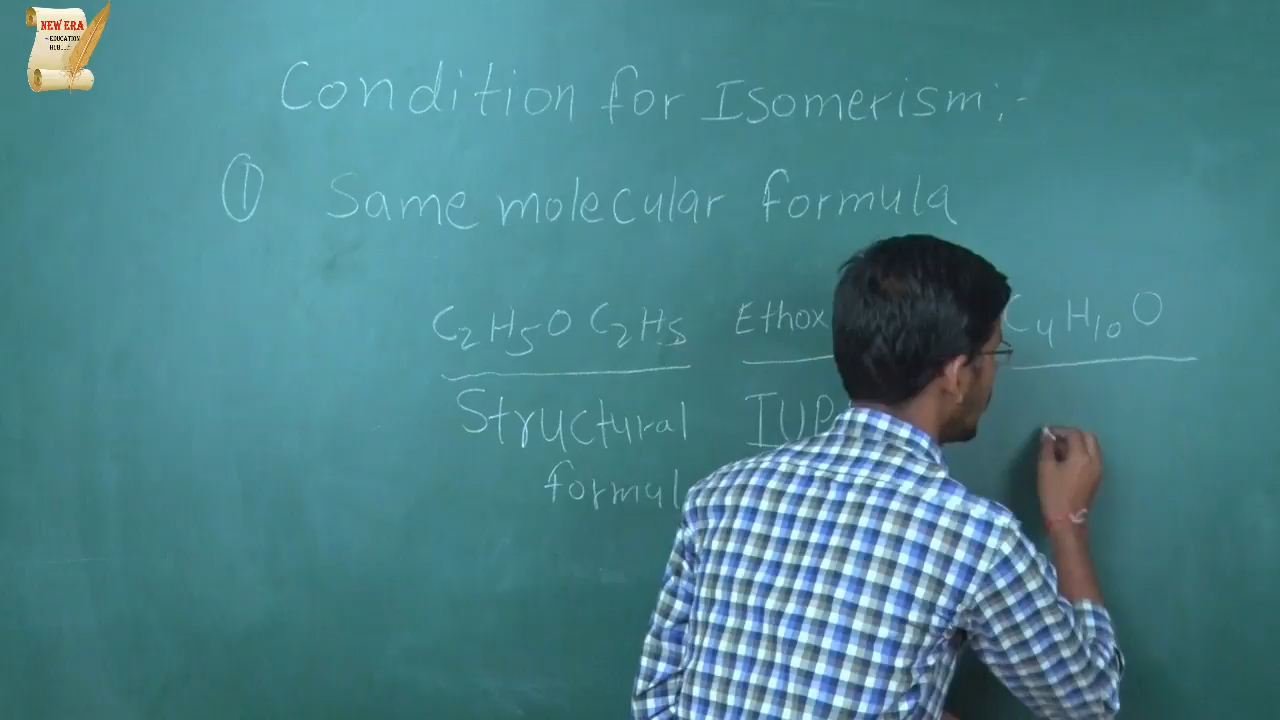 NEW ERA
EDUCATION
HUB
Condition for Isomerism:-
① Same molecular formula
C₂H₅O C₂H₅ Ethox C₄H₁₀O
Structural IUP
formul